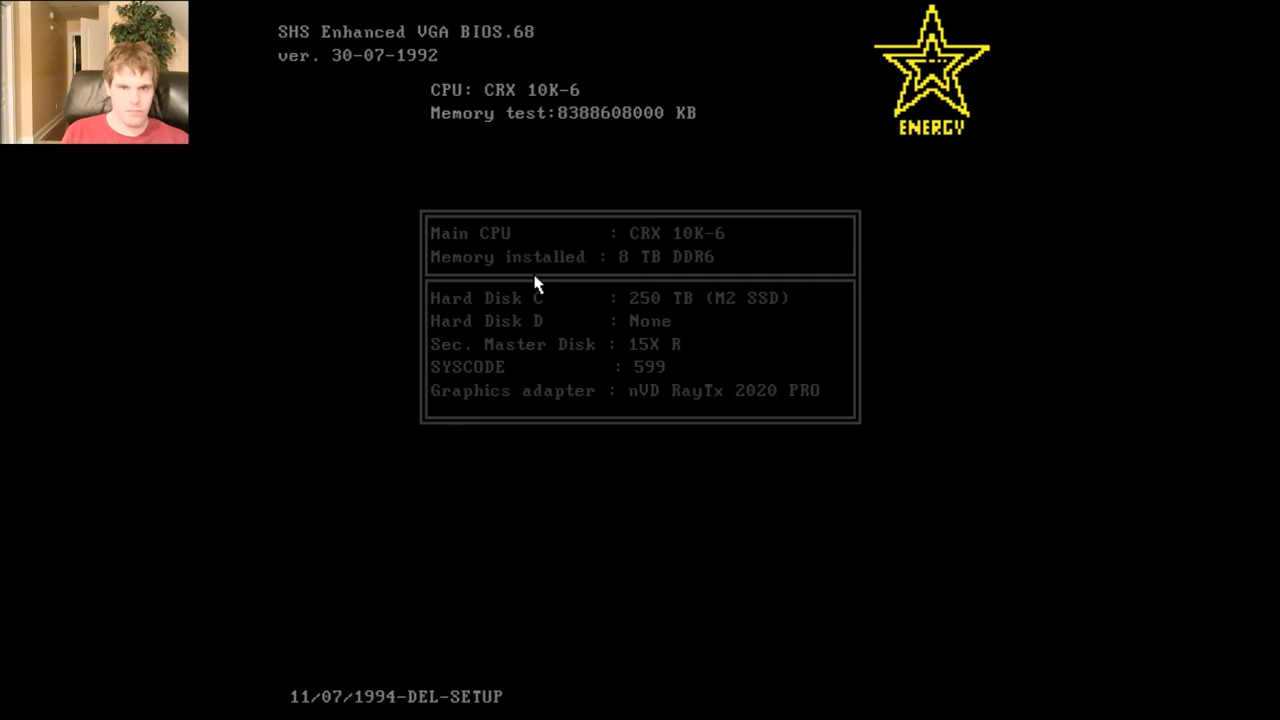 SHS Enhanced VGA BIOS.68
ver. 30-07-1992
CPU: CRX 10K-6
Memory test:8388608000 KB
ENERGY
Main CPU : CRX 10K-6
Memory installed : 8 TB DDR6
Hard Disk C : 250 TB (M2 SSD)
Hard Disk D : None
Sec. Master Disk : 15X R
SYSCODE : 599
Graphics adapter : nVD RayTx 2020 PRO
11/07/1994-DEL-SETUP